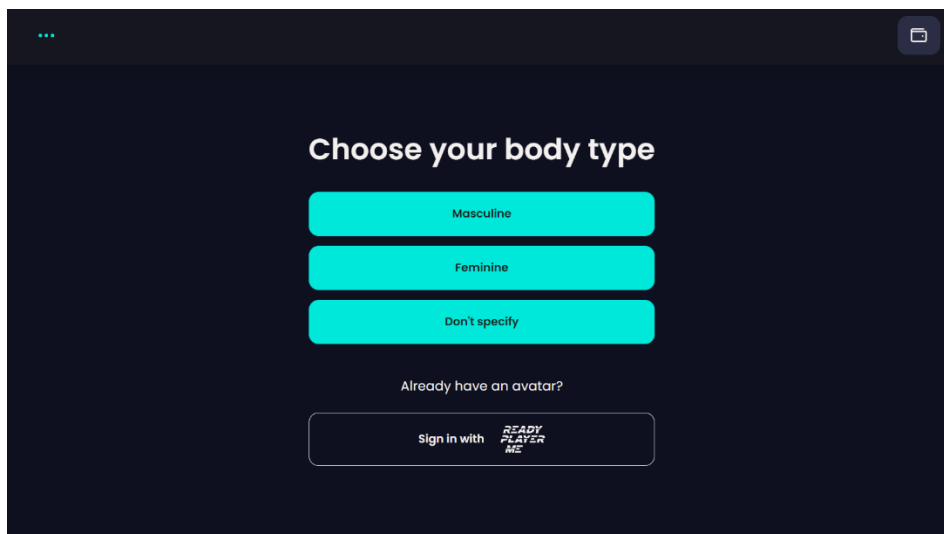 Choose your body type
Masculine
Feminine
Don't specify
Already have an avatar?
Sign in with
READY
PLAYER
ME